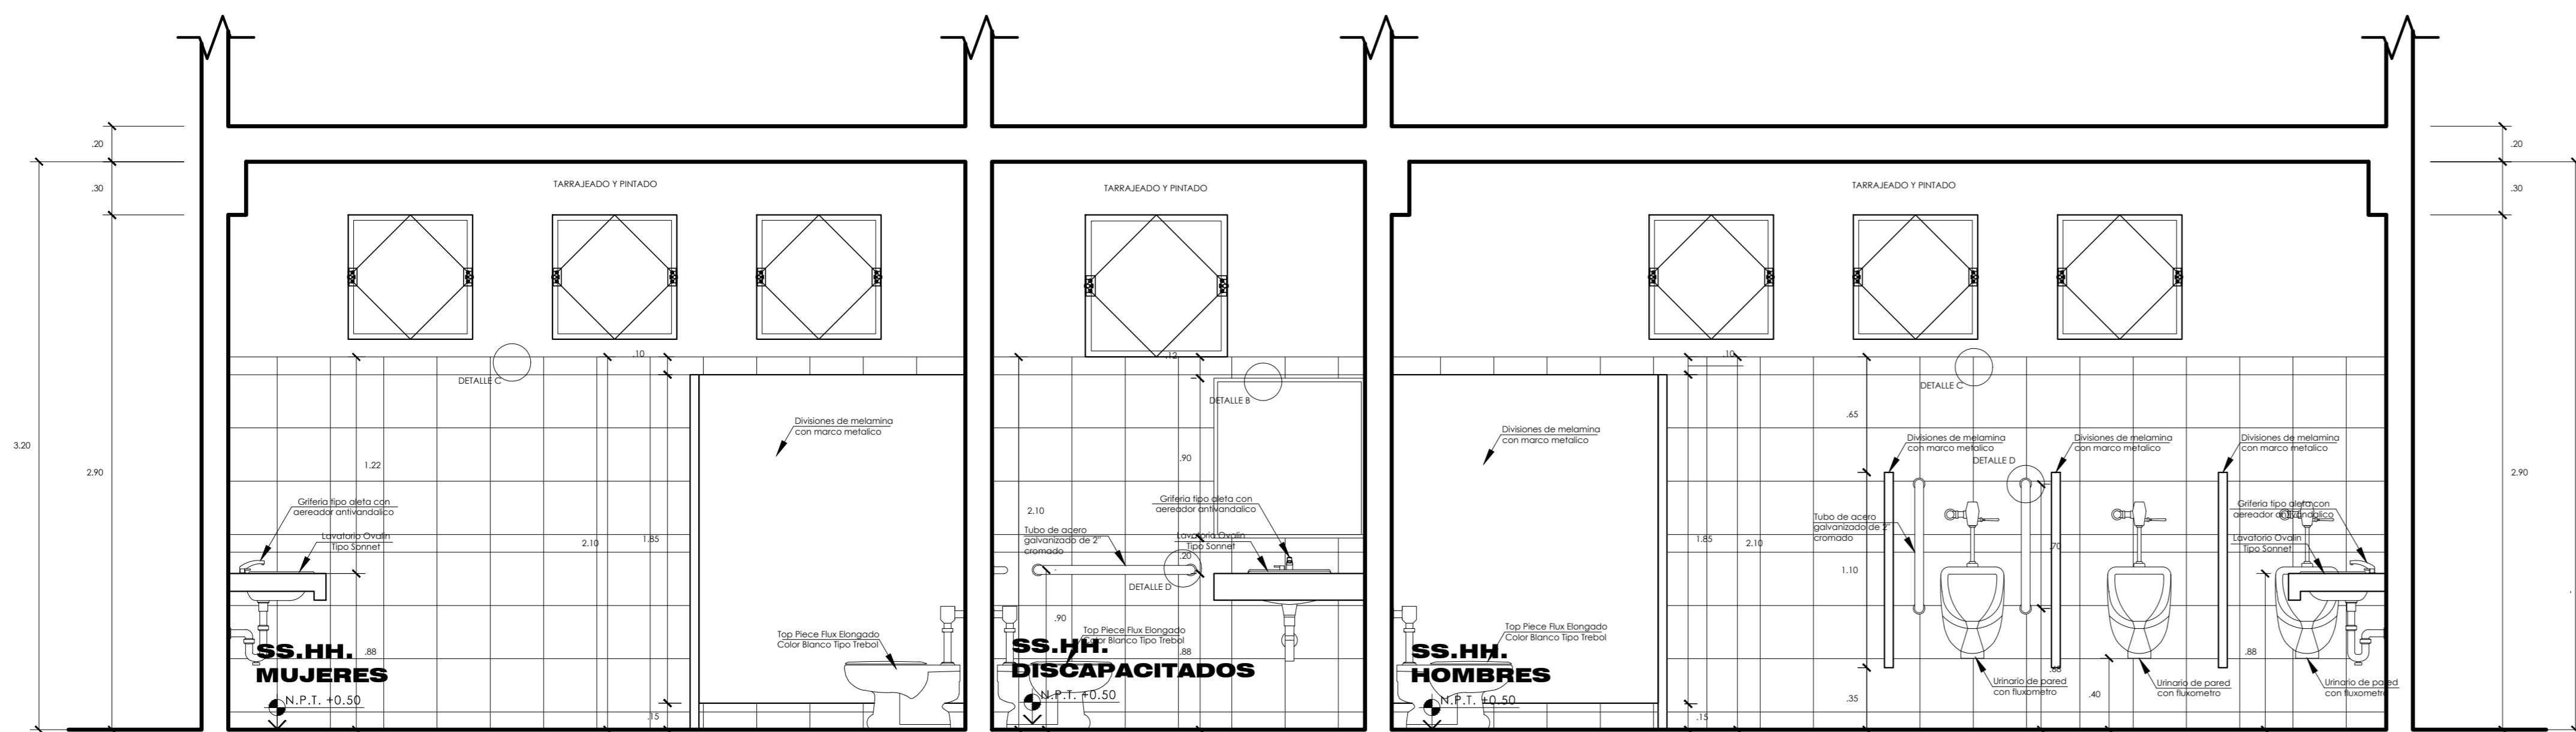 .20
.30
3.20
2.90
TARRAJEADO Y PINTADO
DETALLE C
.10
1.22
Griferia tipo aleta con
aereador antivandalico
Lavatorio Ovalin
Tipo Sonnet
2.10
1.85
Divisiones de melamina
con marco metalico
Top Piece Flux Elongado
Color Blanco Tipo Trebol
.88
SS.HH.
MUJERES
N.P.T. +0.50
.15
TARRAJEADO Y PINTADO
.12
DETALLE B
.90
2.10
Griferia tipo aleta con
aereador antivandalico
Tubo de acero
galvanizado de 2"
cromado
Lavatorio Ovalin
Tipo Sonnet
.20
DETALLE D
.90
Top Piece Flux Elongado
Color Blanco Tipo Trebol
.88
SS.HH.
DISCAPACITADOS
N.P.T. +0.50
TARRAJEADO Y PINTADO
.10
DETALLE C
.65
Divisiones de melamina
con marco metalico
Divisiones de melamina
con marco metalico
Divisiones de melamina
con marco metalico
Divisiones de melamina
con marco metalico
DETALLE D
Griferia tipo aleta con
aereador antivandalico
Tubo de acero
galvanizado de 2"
cromado
Lavatorio Ovalin
Tipo Sonnet
1.85
2.10
.70
1.10
Top Piece Flux Elongado
Color Blanco Tipo Trebol
SS.HH.
HOMBRES
N.P.T. +0.50
.88
Urinario de pared
con fluxometro
Urinario de pared
con fluxometro
Urinario de pared
con fluxometro
.35
.40
.15
.20
.30
2.90